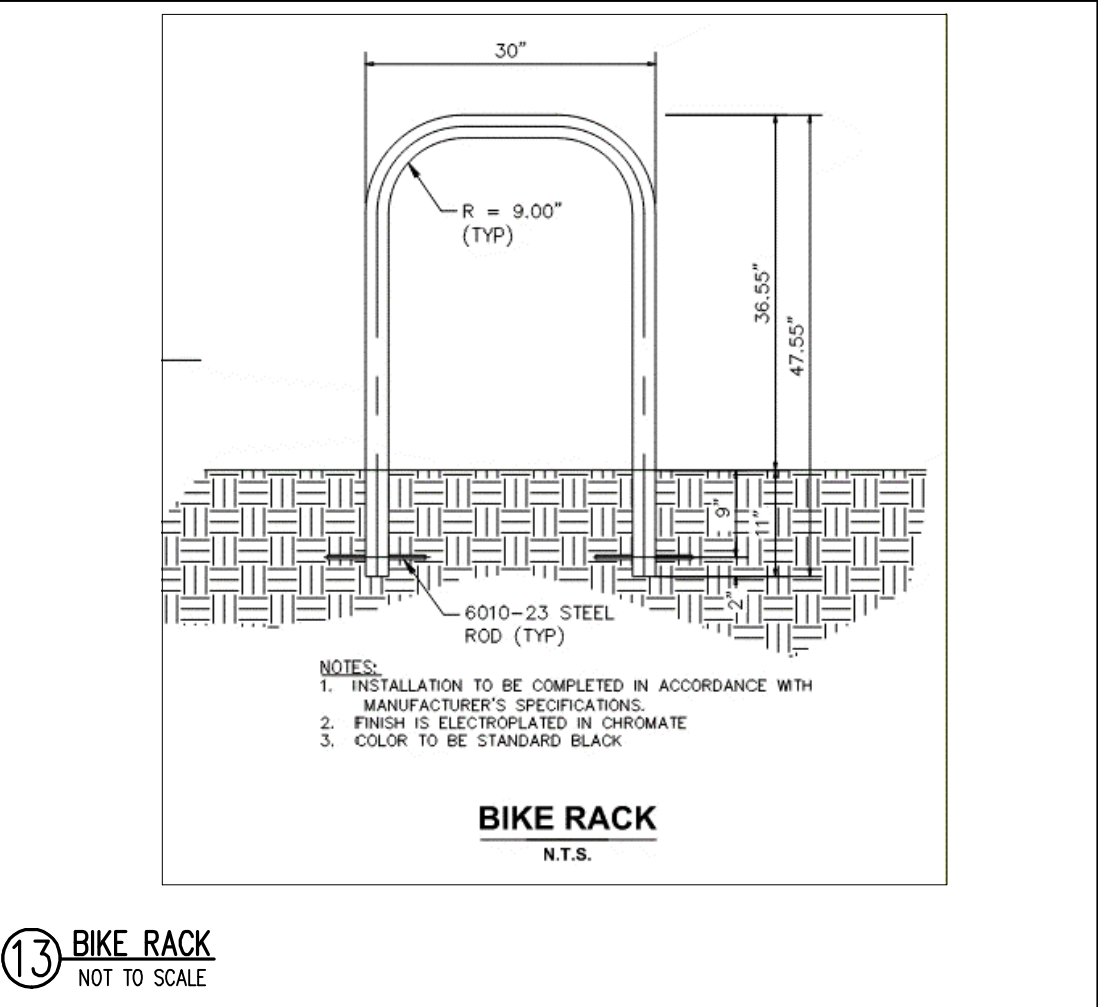 30"
R = 9.00"
(TYP)
36.55"
47.55"
9"
11"
2"
6010-23 STEEL
ROD (TYP)
NOTES:
1. INSTALLATION TO BE COMPLETED IN ACCORDANCE WITH
MANUFACTURER'S SPECIFICATIONS.
2. FINISH IS ELECTROPLATED IN CHROMATE
3. COLOR TO BE STANDARD BLACK
BIKE RACK
N.T.S.
13 BIKE RACK
NOT TO SCALE